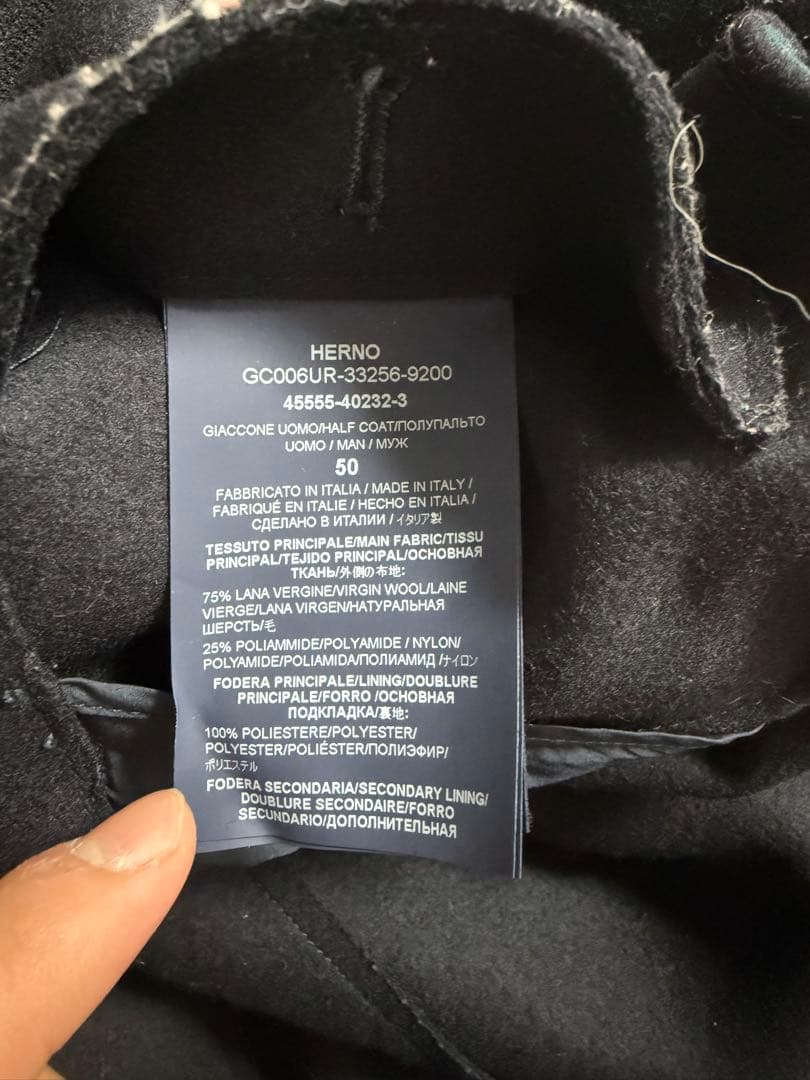 HERNO
GC006UR-33256-9200
45555-40232-3
GIACCONE UOMO/HALF COAT/ПОЛУПАЛЬТО
UOMO / MAN / МУЖ
50
FABBRICATO IN ITALIA / MADE IN ITALY /
FABRIQUÉ EN ITALIE / HECHO EN ITALIA /
СДЕЛАНО В ИТАЛИИ / イタリア製
TESSUTO PRINCIPALE/MAIN FABRIC/TISSU
PRINCIPAL/TEJIDO PRINCIPAL/ОСНОВНАЯ
ТКАНЬ/外側の布地:
75% LANA VERGINE/VIRGIN WOOL/LAINE
VIERGE/LANA VIRGEN/НАТУРАЛЬНАЯ
ШЕРСТЬ/毛
25% POLIAMMIDE/POLYAMIDE / NYLON/
POLYAMIDE/POLIAMIDA/ПОЛИАМИД /ナイロン
FODERA PRINCIPALE/LINING/DOUBLURE
PRINCIPALE/FORRO /ОСНОВНАЯ
ПОДКЛАДКА/裏地:
100% POLIESTERE/POLYESTER/
POLYESTER/POLIÉSTER/ПОЛИЭФИР/
ポリエステル
FODERA SECONDARIA/SECONDARY LINING/
DOUBLURE SECONDAIRE/FORRO
SECUNDARIO/ДОПОЛНИТЕЛЬНАЯ